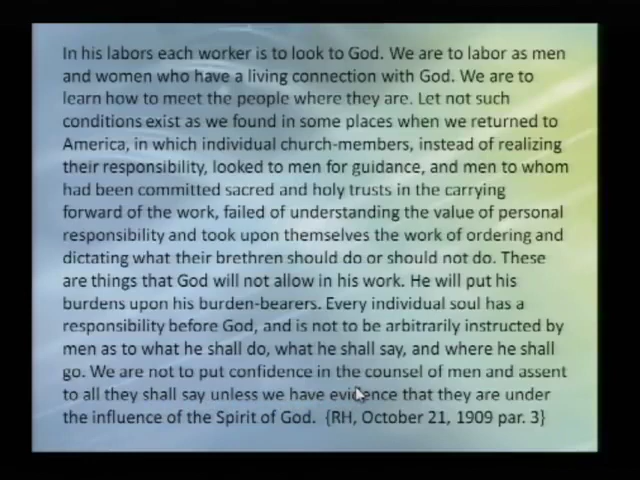 In his labors each worker is to look to God. We are to labor as men
and women who have a living connection with God. We are to
learn how to meet the people where they are. Let not such
conditions exist as we found in some places when we returned to
America, in which individual church-members, instead of realizing
their responsibility, looked to men for guidance, and men to whom
had been committed sacred and holy trusts in the carrying
forward of the work, failed of understanding the value of personal
responsibility and took upon themselves the work of ordering and
dictating what their brethren should do or should not do. These
are things that God will not allow in his work. He will put his
burdens upon his burden-bearers. Every individual soul has a
responsibility before God, and is not to be arbitrarily instructed by
men as to what he shall do, what he shall say, and where he shall
go. We are not to put confidence in the counsel of men and assent
to all they shall say unless we have evidence that they are under
the influence of the Spirit of God.  {RH, October 21, 1909 par. 3}